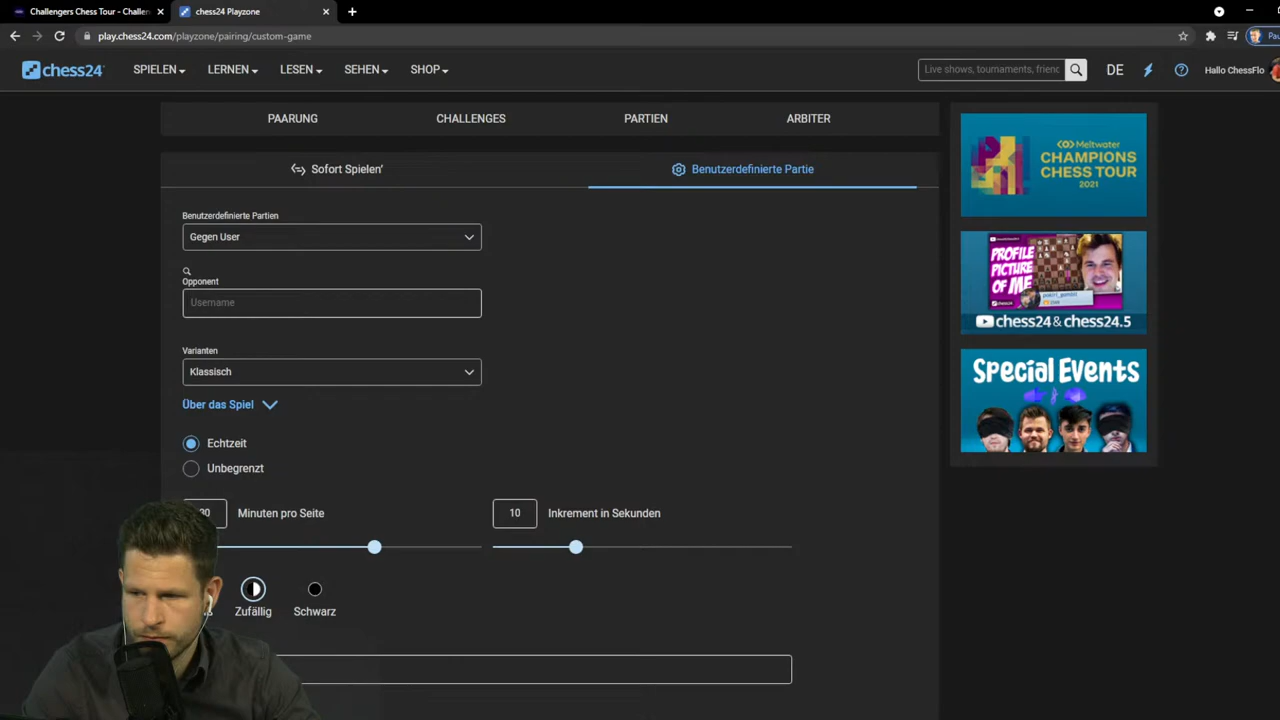 Challengers Chess Tour - Challen
chess24 Playzone
play.chess24.com/playzone/pairing/custom-game
Pau
chess24
SPIELEN
LERNEN
LESEN
SEHEN
SHOP
Live shows, tournaments, frienc
DE
Hallo ChessFlo
PAARUNG
CHALLENGES
PARTIEN
ARBITER
Sofort Spielen'
Benutzerdefinierte Partie
Benutzerdefinierte Partien
Gegen User
Opponent
Username
Varianten
Klassisch
Über das Spiel
Echtzeit
Unbegrenzt
30
Minuten pro Seite
10
Inkrement in Sekunden
Zufällig
Schwarz
Meltwater
CHAMPIONS
CHESS TOUR
2021
PROFILE
PICTURE
OF ME
chess24 & chess24.5
Special Events